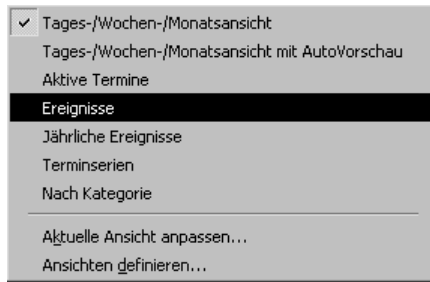 Tages-/Wochen-/Monatsansicht
Tages-/Wochen-/Monatsansicht mit AutoVorschau
Aktive Termine
Ereignisse
Jährliche Ereignisse
Terminserien
Nach Kategorie
Aktuelle Ansicht anpassen...
Ansichten definieren...